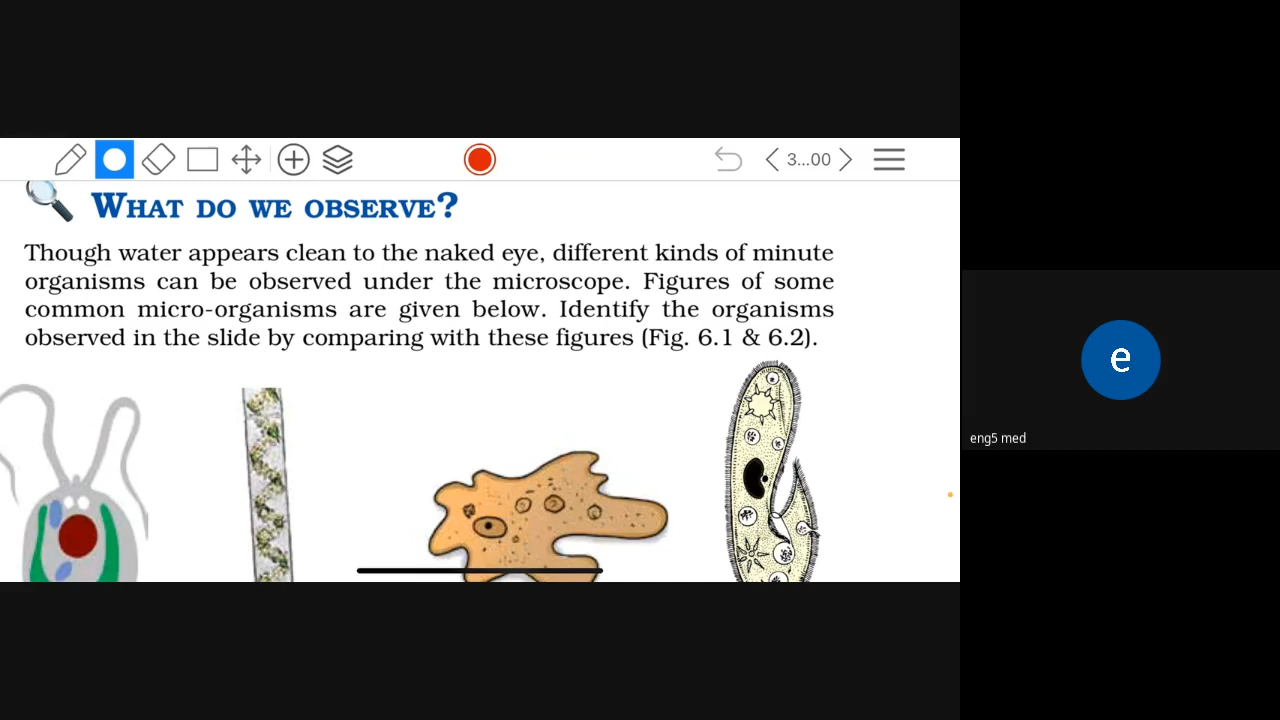 3...00
WHAT DO WE OBSERVE?
Though water appears clean to the naked eye, different kinds of minute
organisms can be observed under the microscope. Figures of some
common micro-organisms are given below. Identify the organisms
observed in the slide by comparing with these figures (Fig. 6.1 & 6.2).
e
eng5 med